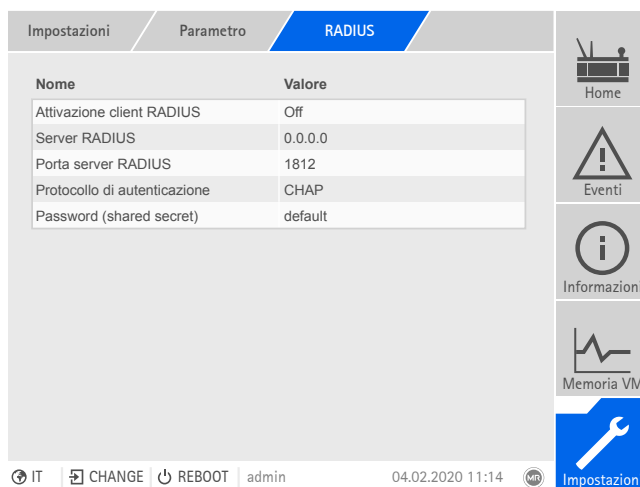 Impostazioni Parametro RADIUS
Nome Valore
Attivazione client RADIUS Off
Server RADIUS 0.0.0.0
Porta server RADIUS 1812
Protocollo di autenticazione CHAP
Password (shared secret) default
Home
Eventi
Informazioni
Memoria VM
Impostazion
IT CHANGE REBOOT admin 04.02.2020 11:14 MR